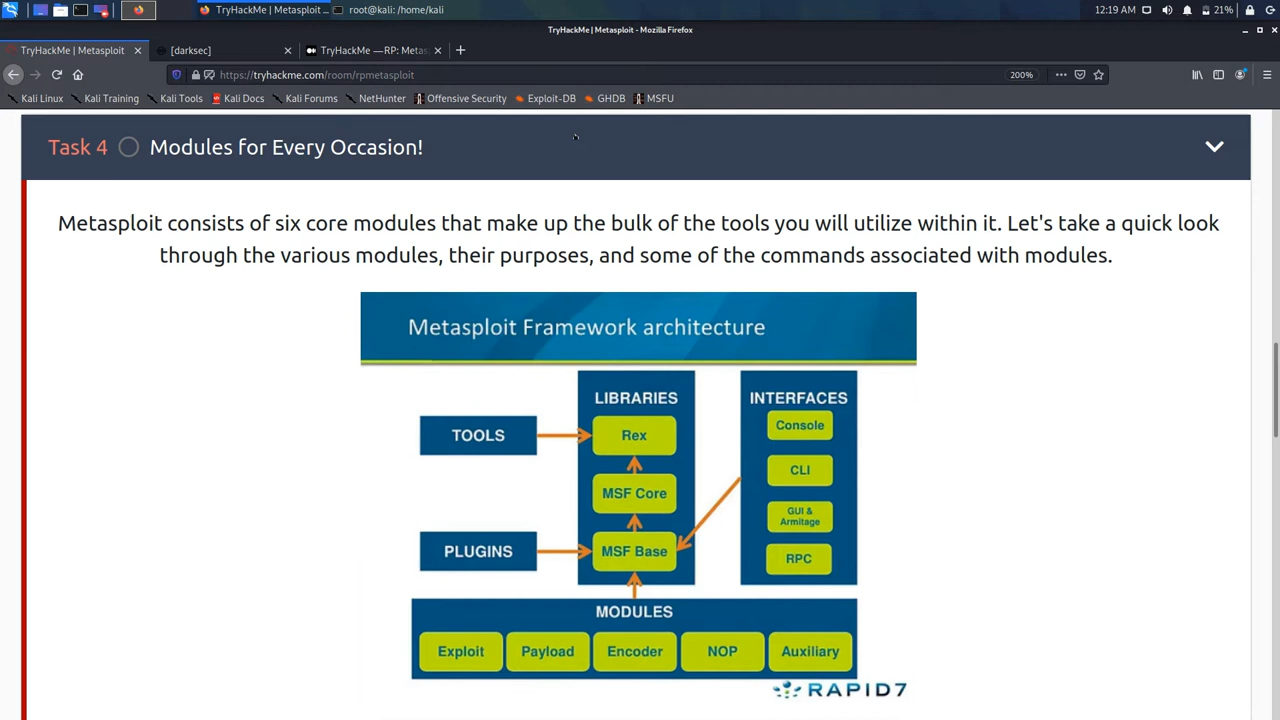 TryHackMe | Metasploit ...
root@kali: /home/kali
12:19 AM
21%
TryHackMe | Metasploit - Mozilla Firefox
TryHackMe | Metasploit
[darksec]
TryHackMe — RP: Metas
https://tryhackme.com/room/rpmetasploit
200%
Kali Linux
Kali Training
Kali Tools
Kali Docs
Kali Forums
NetHunter
Offensive Security
Exploit-DB
GHDB
MSFU
Task 4
Modules for Every Occasion!
Metasploit consists of six core modules that make up the bulk of the tools you will utilize within it. Let's take a quick look
through the various modules, their purposes, and some of the commands associated with modules.
Metasploit Framework architecture
LIBRARIES
INTERFACES
TOOLS
Rex
Console
MSF Core
CLI
GUI &
Armitage
PLUGINS
MSF Base
RPC
MODULES
Exploit
Payload
Encoder
NOP
Auxiliary
RAPID7